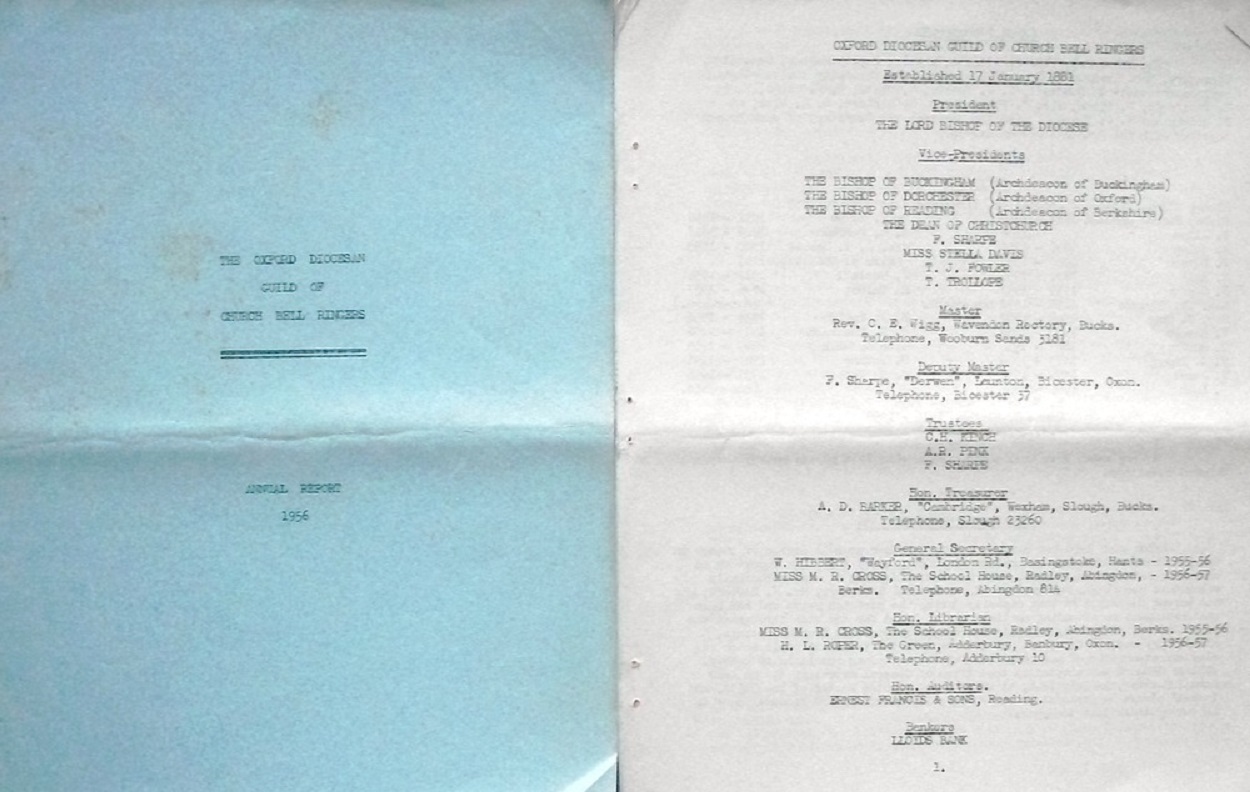 THE OXFORD DIOCESAN
GUILD OF
CHURCH BELL RINGERS
ANNUAL REPORT
1956
OXFORD DIOCESAN GUILD OF CHURCH BELL RINGERS
Established 17 January 1881
President
THE LORD BISHOP OF THE DIOCESE
Vice-Presidents
THE BISHOP OF BUCKINGHAM (Archdeacon of Buckingham)
THE BISHOP OF DORCHESTER (Archdeacon of Oxford)
THE BISHOP OF READING (Archdeacon of Berkshire)
THE DEAN OF CHRISTCHURCH
F. SHARPE
MISS STELLA DAVIS
T. J. FOWLER
T. TROLLOPE
Master
Rev. C. E. Wigg, Wavendon Rectory, Bucks.
Telephone, Wooburn Sands 3181
Deputy Master
F. Sharpe, "Derwen", Launton, Bicester, Oxon.
Telephone, Bicester 37
Trustees
C.H. KINCH
A.R. PINK
F. SHARPE
Hon. Treasurer
A. D. BARKER, "Cambridge", Wexham, Slough, Bucks.
Telephone, Slough 23260
General Secretary
W. HIBBERT, "Wayford", London Rd., Basingstoke, Hants - 1955-56
MISS M. R. CROSS, The School House, Radley, Abingdon, - 1956-57
Berks. Telephone, Abingdon 814
Hon. Librarian
MISS M. R. CROSS, The School House, Radley, Abingdon, Berks. 1955-56
H. L. ROPER, The Green, Adderbury, Banbury, Oxon. - 1956-57
Telephone, Adderbury 10
Hon. Auditors.
ERNEST FRANCIS & SONS, Reading.
Bankers
LLOYDS BANK
1.